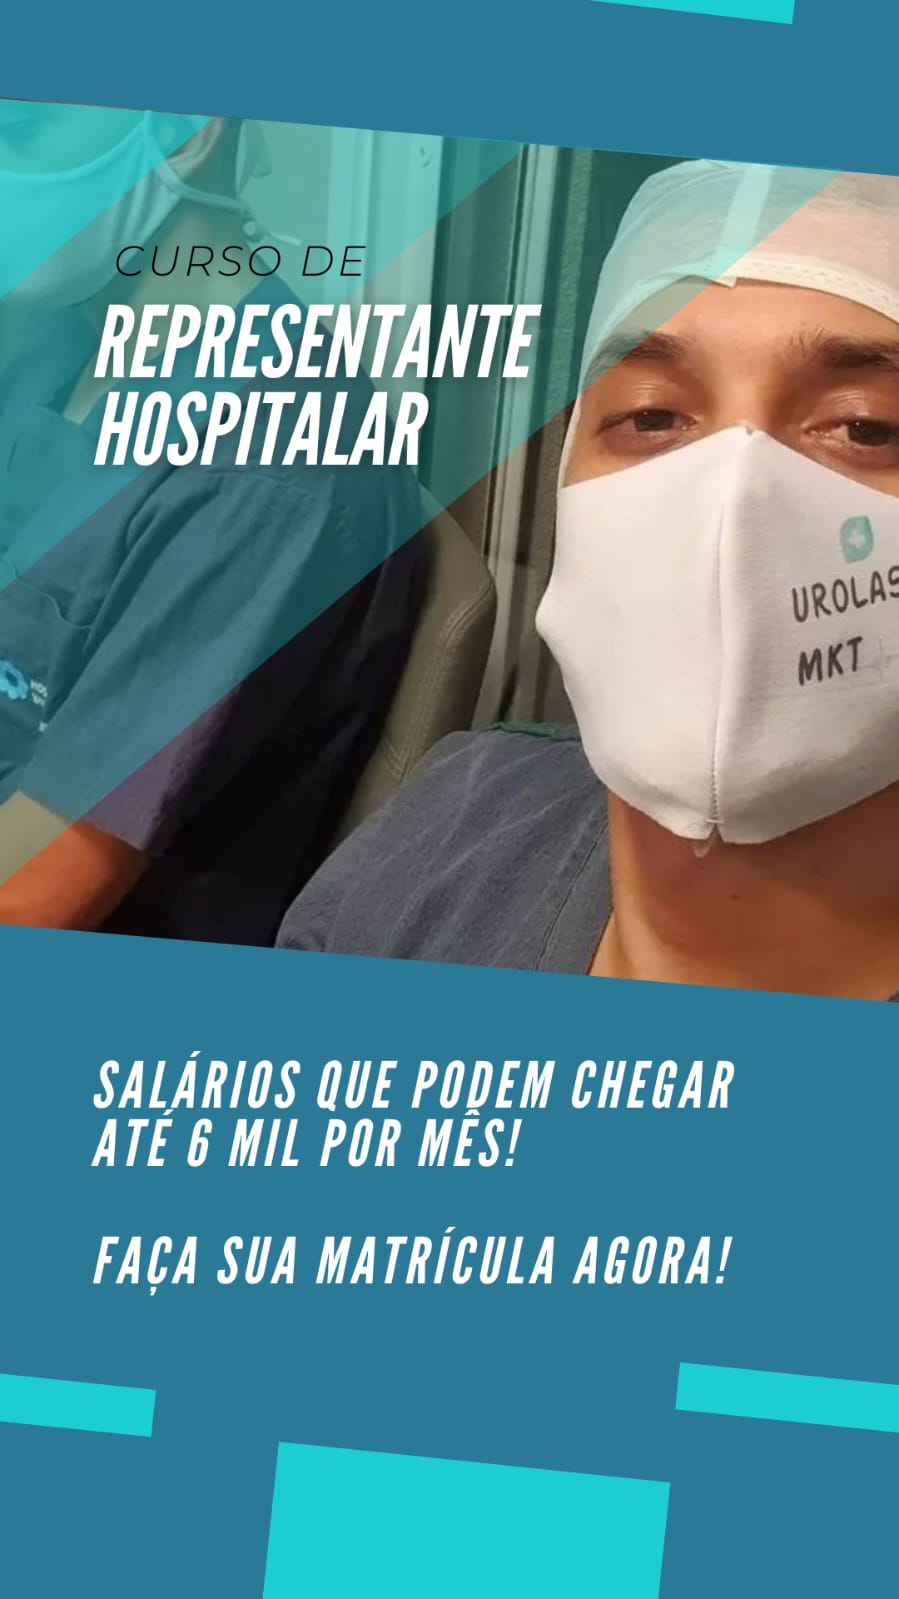 CURSO DE
REPRESENTANTE
HOSPITALAR
UROLAS
MKT
SALÁRIOS QUE PODEM CHEGAR
ATÉ 6 MIL POR MÊS!
FAÇA SUA MATRÍCULA AGORA!